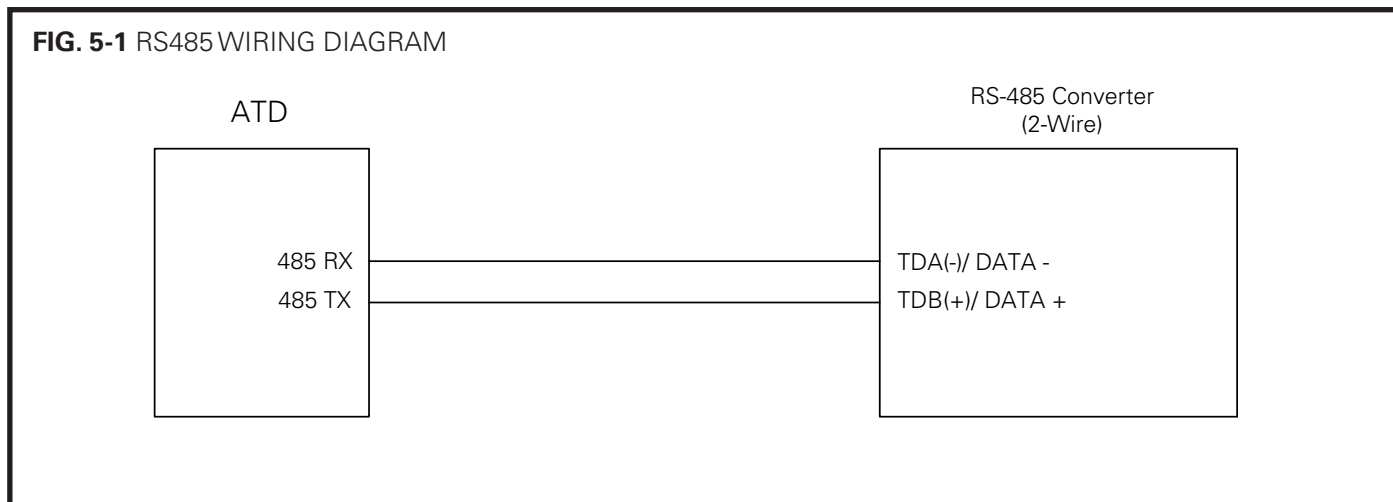 FIG. 5-1 RS485 WIRING DIAGRAM
ATD
RS-485 Converter
(2-Wire)
485 RX
TDA(-)/ DATA -
485 TX
TDB(+)/ DATA +